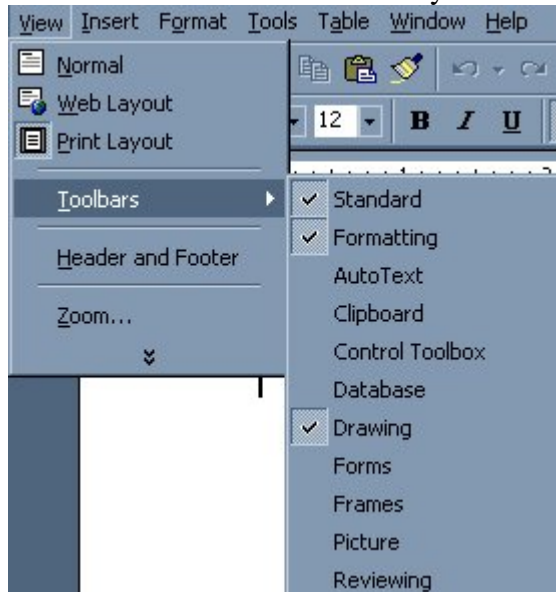 View Insert Format Tools Table Window Help
Normal
Web Layout
Print Layout
12 B I U
Toolbars
Header and Footer
Zoom...
Standard
Formatting
AutoText
Clipboard
Control Toolbox
Database
Drawing
Forms
Frames
Picture
Reviewing